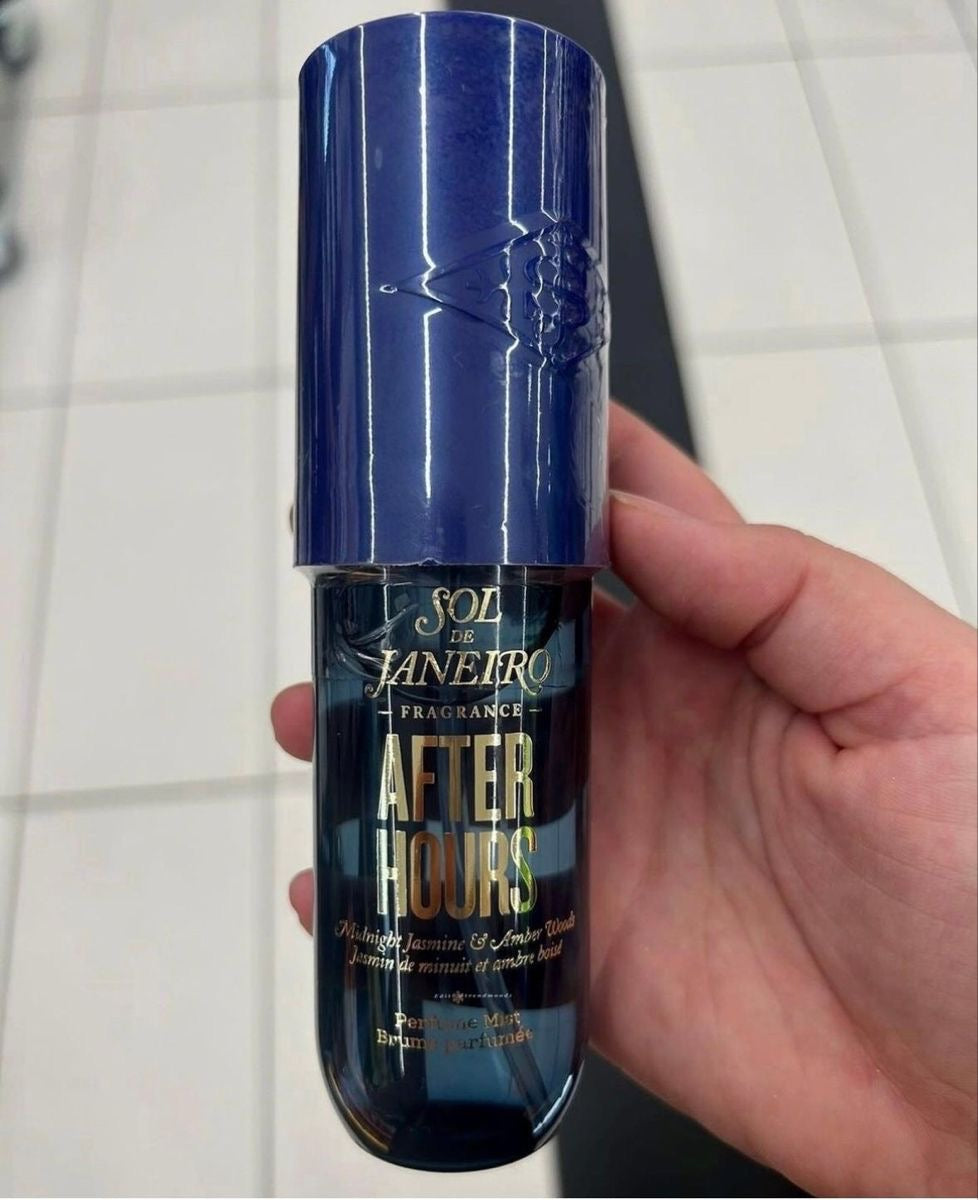 SOL
DE
JANEIRO
FRAGRANCE
AFTER
HOURS
Midnight Jasmine & Amber Woods
Jasmin de minuit et ambre boisé
Perfume Mist
Brume parfumée